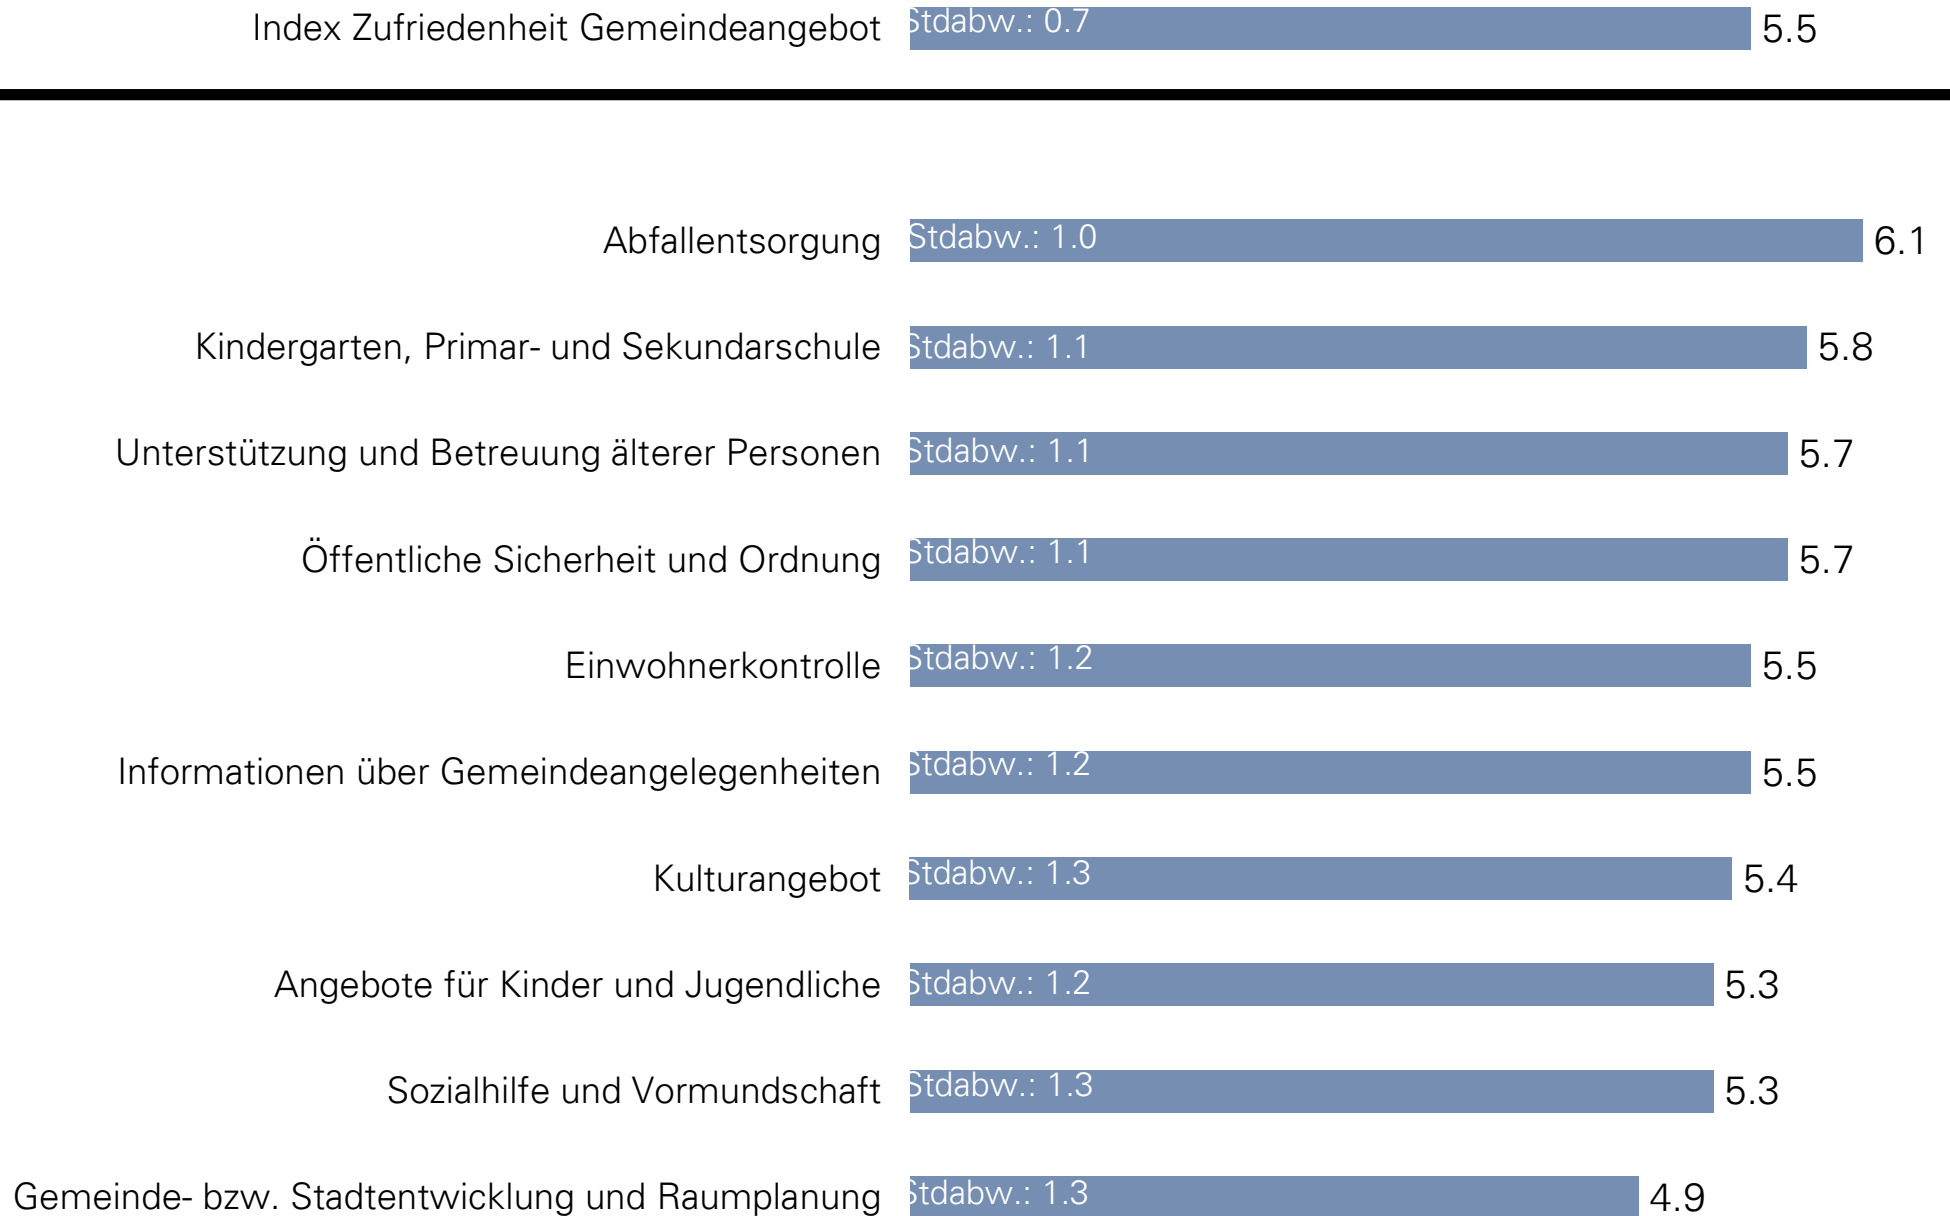 Index Zufriedenheit Gemeindeangebot Stdabw.: 0.7 5.5
Abfallentsorgung Stdabw.: 1.0 6.1
Kindergarten, Primar- und Sekundarschule Stdabw.: 1.1 5.8
Unterstützung und Betreuung älterer Personen Stdabw.: 1.1 5.7
Öffentliche Sicherheit und Ordnung Stdabw.: 1.1 5.7
Einwohnerkontrolle Stdabw.: 1.2 5.5
Informationen über Gemeindeangelegenheiten Stdabw.: 1.2 5.5
Kulturangebot Stdabw.: 1.3 5.4
Angebote für Kinder und Jugendliche Stdabw.: 1.2 5.3
Sozialhilfe und Vormundschaft Stdabw.: 1.3 5.3
Gemeinde- bzw. Stadtentwicklung und Raumplanung Stdabw.: 1.3 4.9